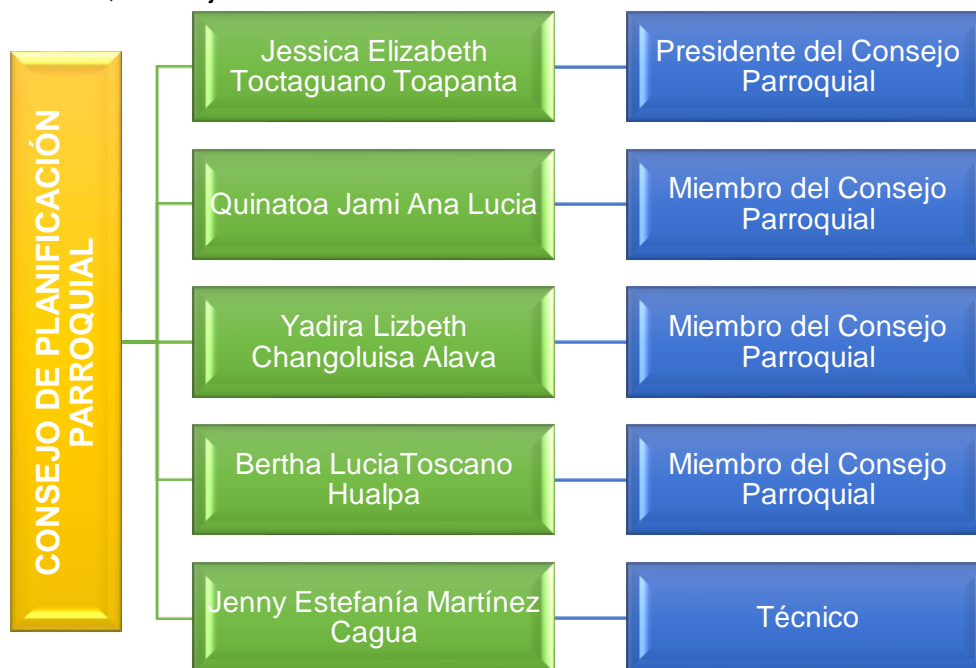 CONSEJO DE PLANIFICACIÓN
PARROQUIAL
Jessica Elizabeth
Toctaguano Toapanta
Presidente del Consejo
Parroquial
Quinatoa Jami Ana Lucia
Miembro del Consejo
Parroquial
Yadira Lizbeth
Changoluisa Alava
Miembro del Consejo
Parroquial
Bertha LuciaToscano
Hualpa
Miembro del Consejo
Parroquial
Jenny Estefanía Martínez
Cagua
Técnico